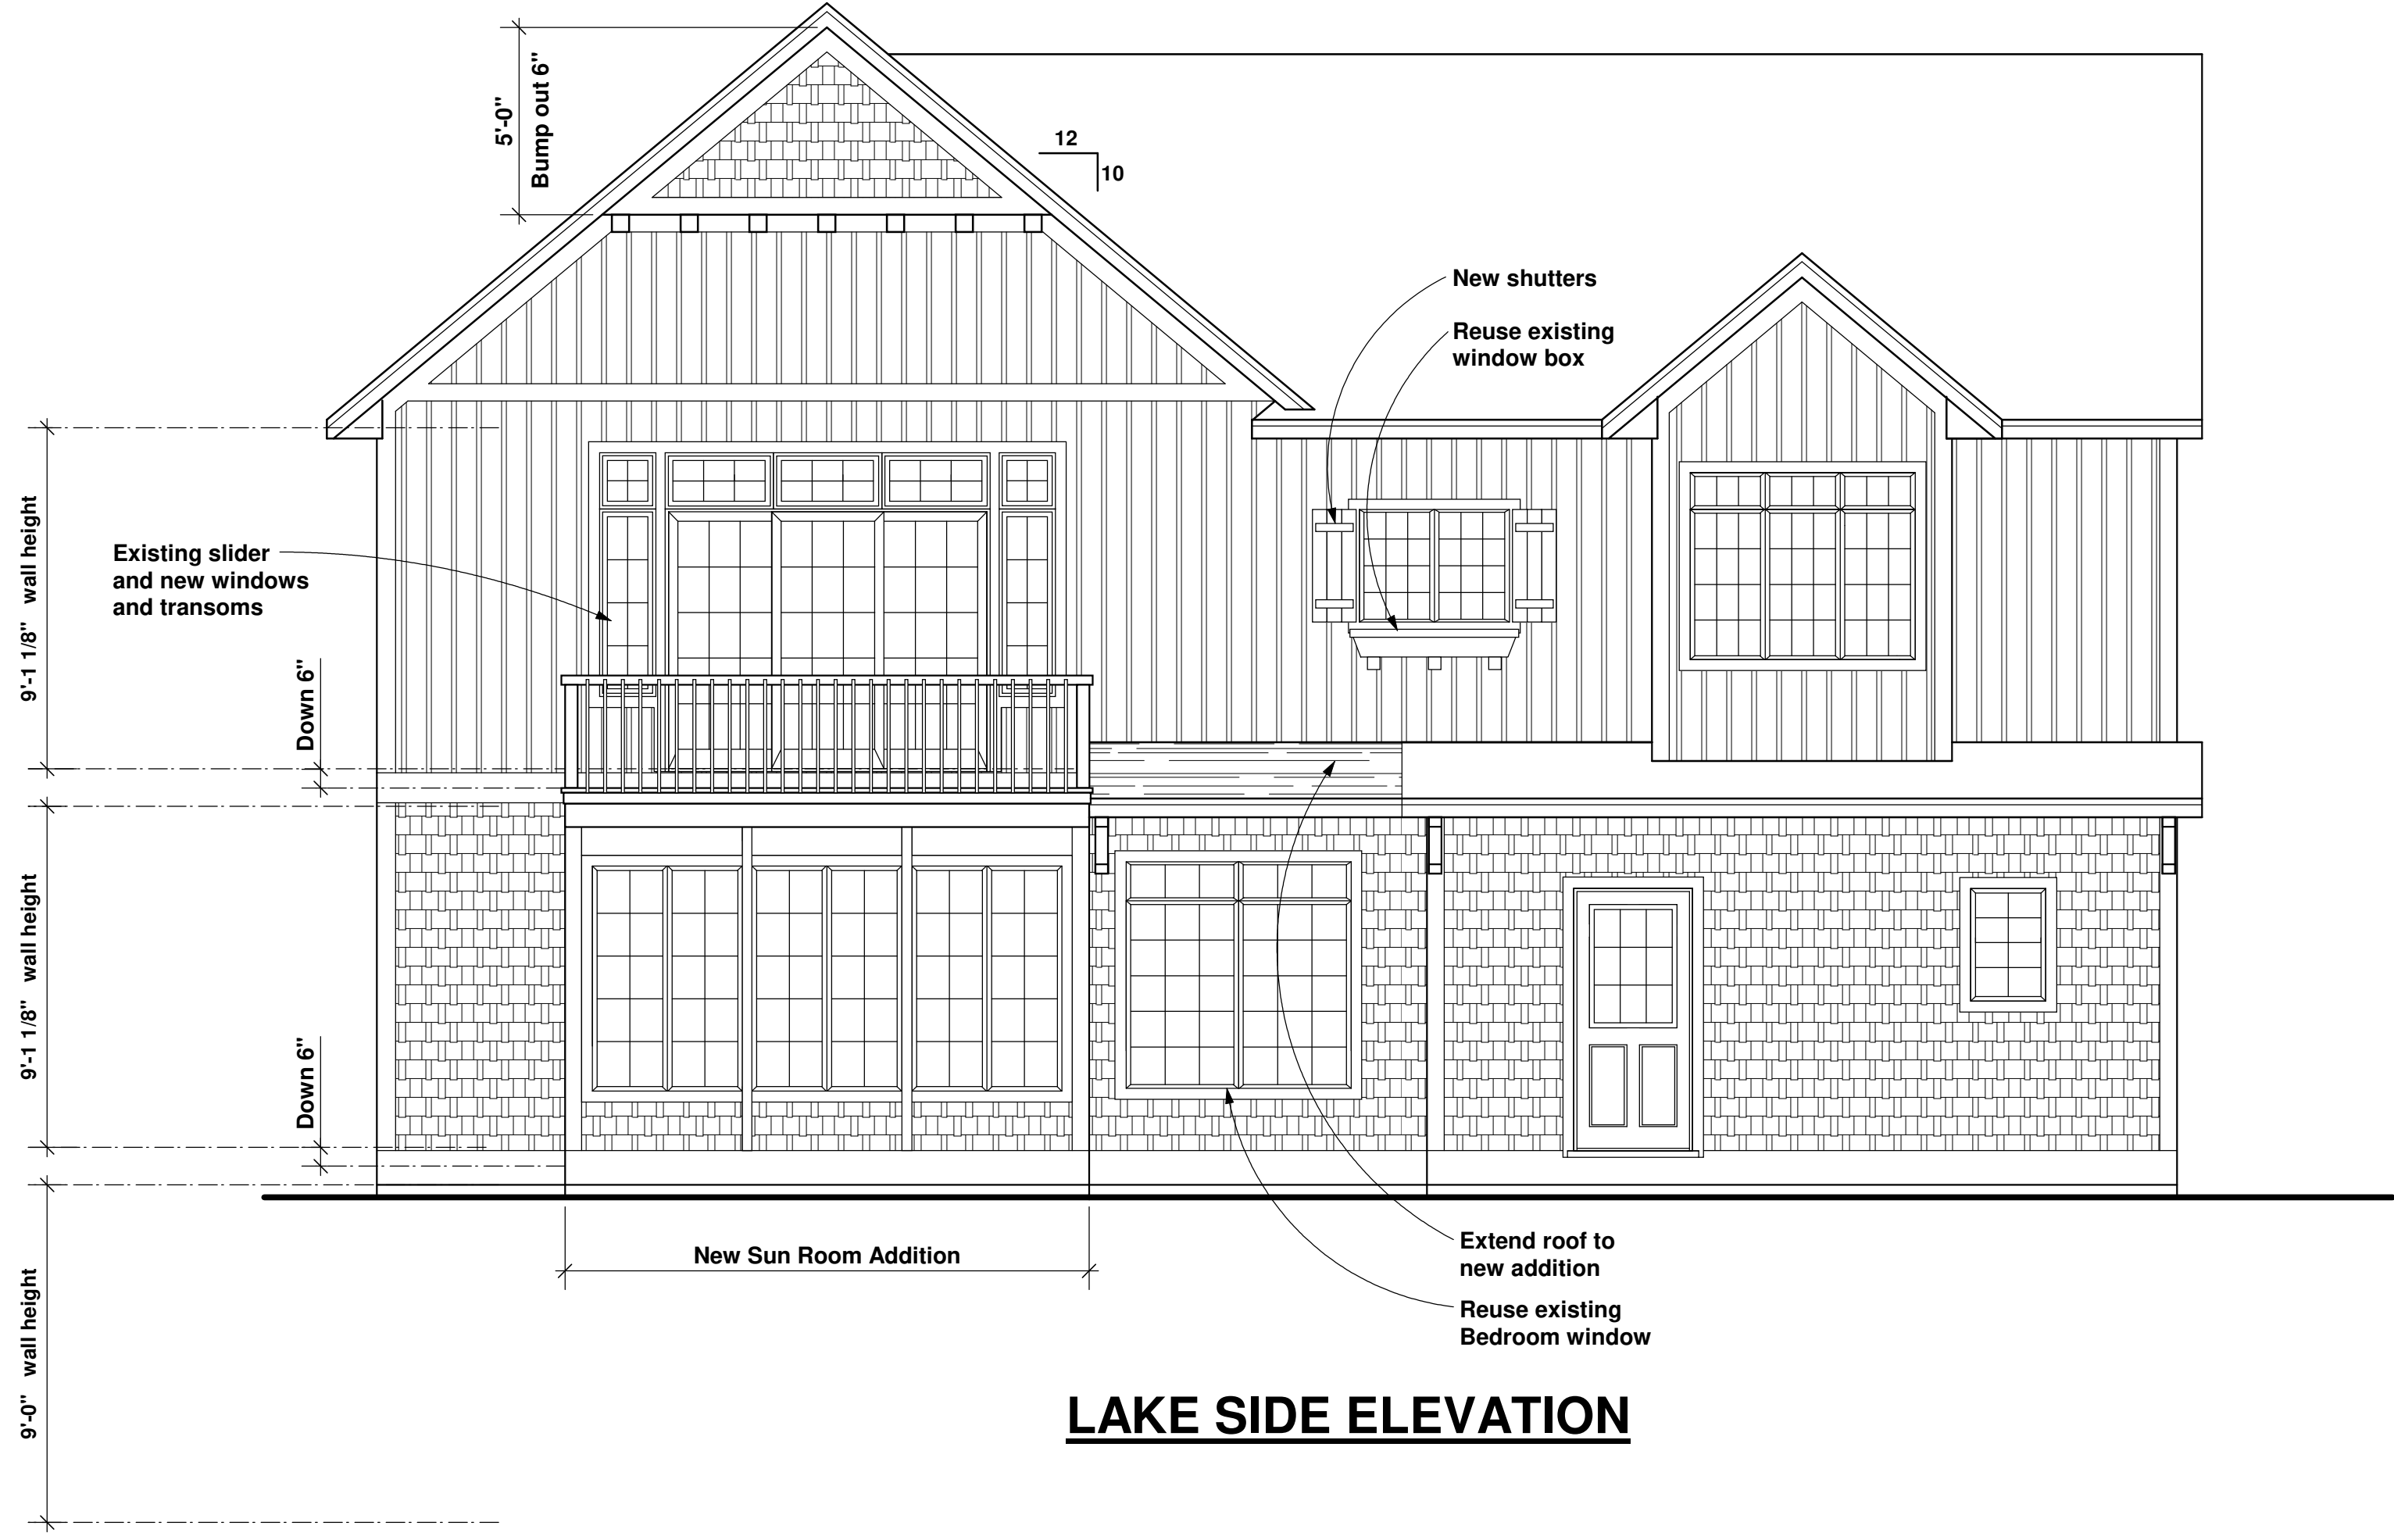 5'-0"
Bump out 6"
12
10
New shutters
Reuse existing
window box
9'-1 1/8" wall height
Existing slider
and new windows
and transoms
Down 6"
9'-1 1/8" wall height
Down 6"
New Sun Room Addition
Extend roof to
new addition
Reuse existing
Bedroom window
9'-0" wall height
LAKE SIDE ELEVATION